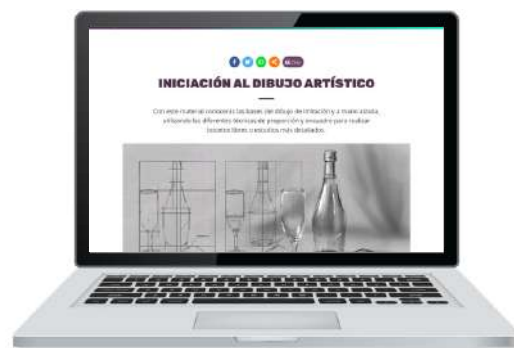 INICIACIÓN AL DIBUJO ARTÍSTICO
Con este material conocerás las bases del dibujo de imitación y a mano alzada,
utilizando las diferentes técnicas de proporción y encuadre para realizar
bocetos libres o estudios más detallados.